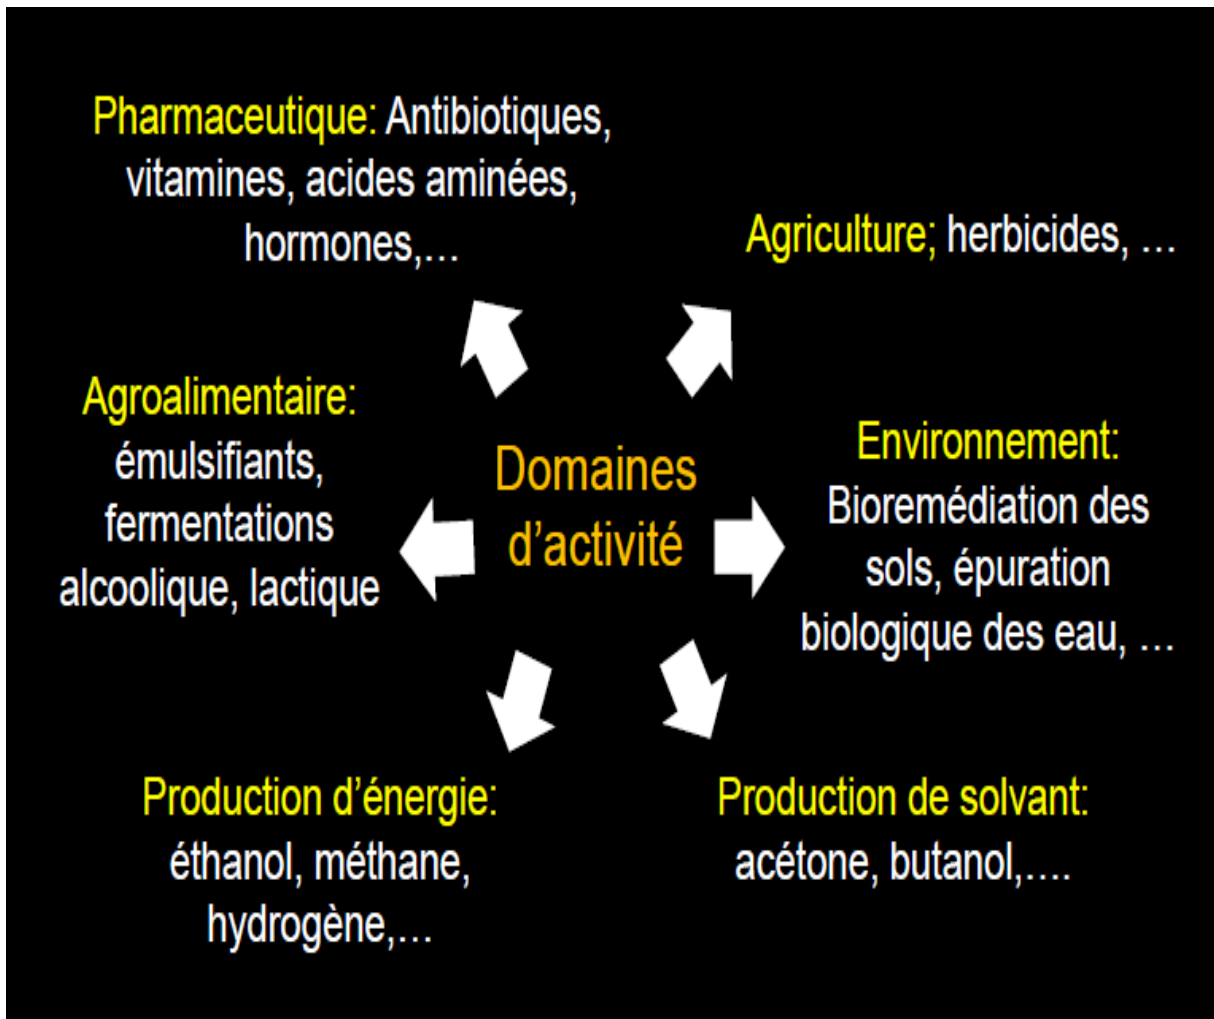 Pharmaceutique: Antibiotiques,
vitamines, acides aminées,
hormones,…
Agriculture; herbicides, …
Agroalimentaire:
émulsifiants,
fermentations
alcoolique, lactique
Domaines
d’activité
Environnement:
Bioremédiation des
sols, épuration
biologique des eau, …
Production d’énergie:
éthanol, méthane,
hydrogène,…
Production de solvant:
acétone, butanol,….